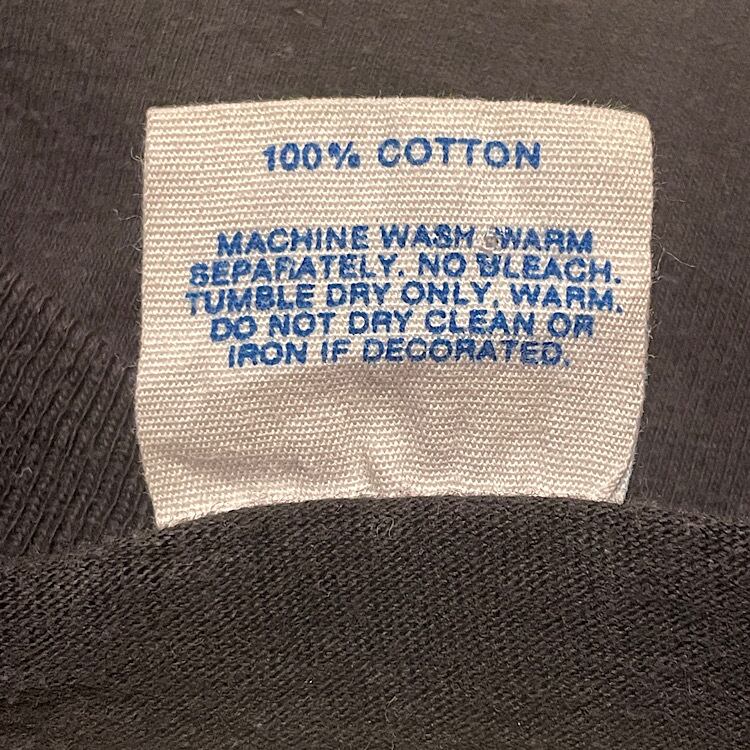 100% COTTON
MACHINE WASH WARM
SEPARATELY. NO BLEACH.
TUMBLE DRY ONLY, WARM.
DO NOT DRY CLEAN OR
IRON IF DECORATED.